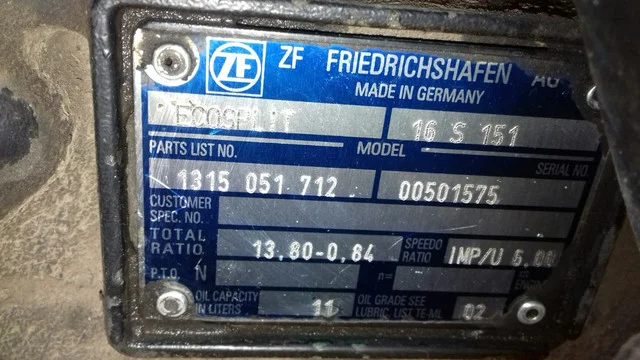 ZF ZF FRIEDRICHSHAFEN AG
MADE IN GERMANY
ECOSPLIT 16 S 151
PARTS LIST NO. MODEL SERIAL NO.
1315 051 712 00501575
CUSTOMER
SPEC. NO.
TOTAL
RATIO 13,80-0,84 SPEEDO
RATIO IMP/U 6.00
P.T.O. N n=
OIL CAPACITY
IN LITERS 11 OIL GRADE SEE
LUBRIC. LIST TE-ML 02